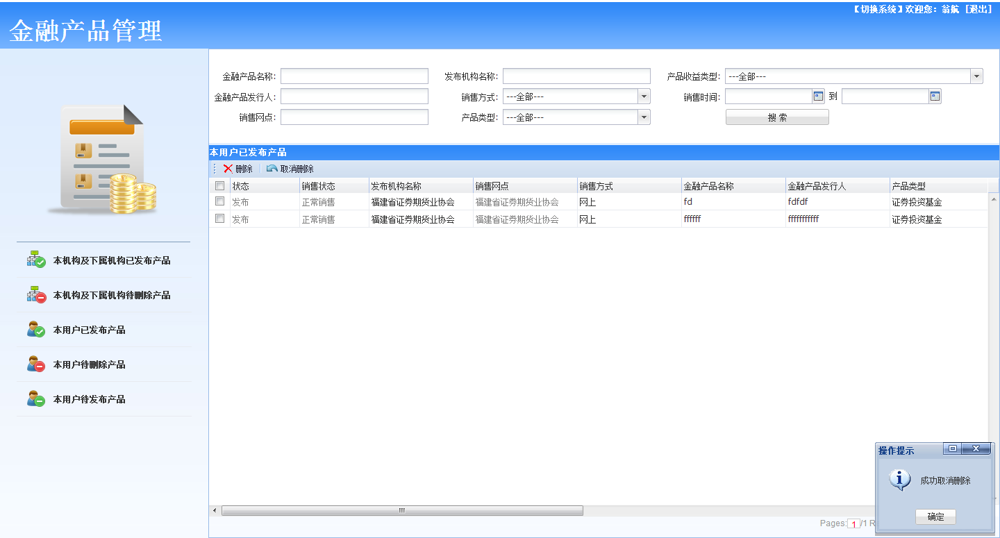 【切换系统】欢迎您：翁航 [退出]
金融产品管理
金融产品名称： 发布机构名称： 产品收益类型： ---全部---
金融产品发行人： 销售方式： ---全部--- 销售时间： 到
销售网点： 产品类型： ---全部--- 搜 索
本用户已发布产品
删除 取消删除
状态 销售状态 发布机构名称 销售网点 销售方式 金融产品名称 金融产品发行人 产品类型
发布 正常销售 福建省证券期货业协会 福建省证券期货业协会 网上 fd fdfdf 证券投资基金
发布 正常销售 福建省证券期货业协会 福建省证券期货业协会 网上 ffffff fffffffffff 证券投资基金
本机构及下属机构已发布产品
本机构及下属机构待删除产品
本用户已发布产品
本用户待删除产品
本用户待发布产品
操作提示
成功取消删除
确定
Pages: 1 /1 R